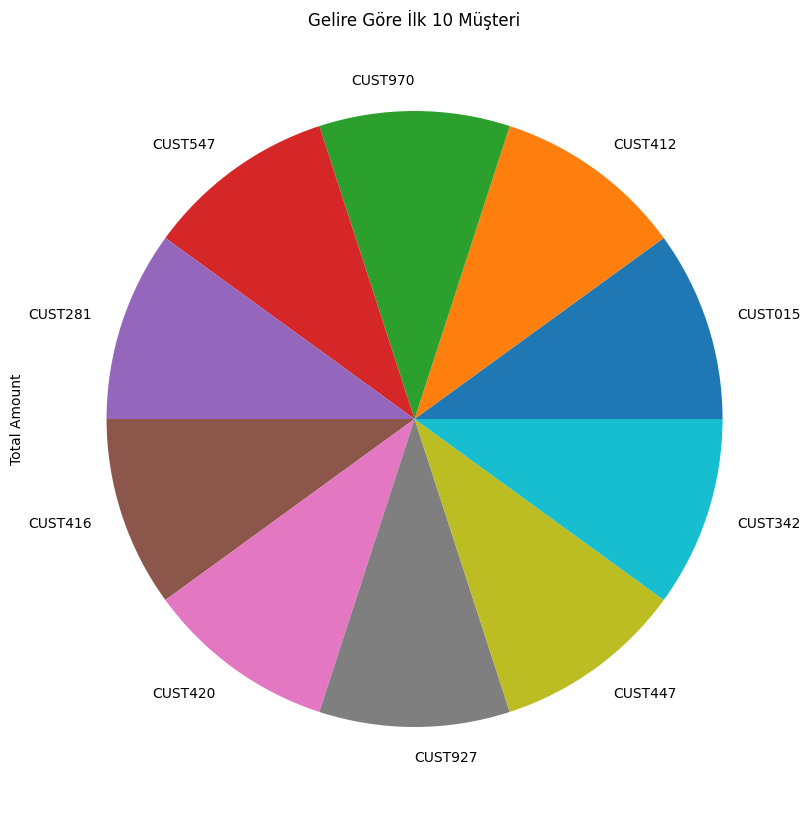 Gelire Göre İlk 10 Müşteri
CUST970
CUST547
CUST412
CUST281
CUST015
Total Amount
CUST416
CUST342
CUST420
CUST447
CUST927